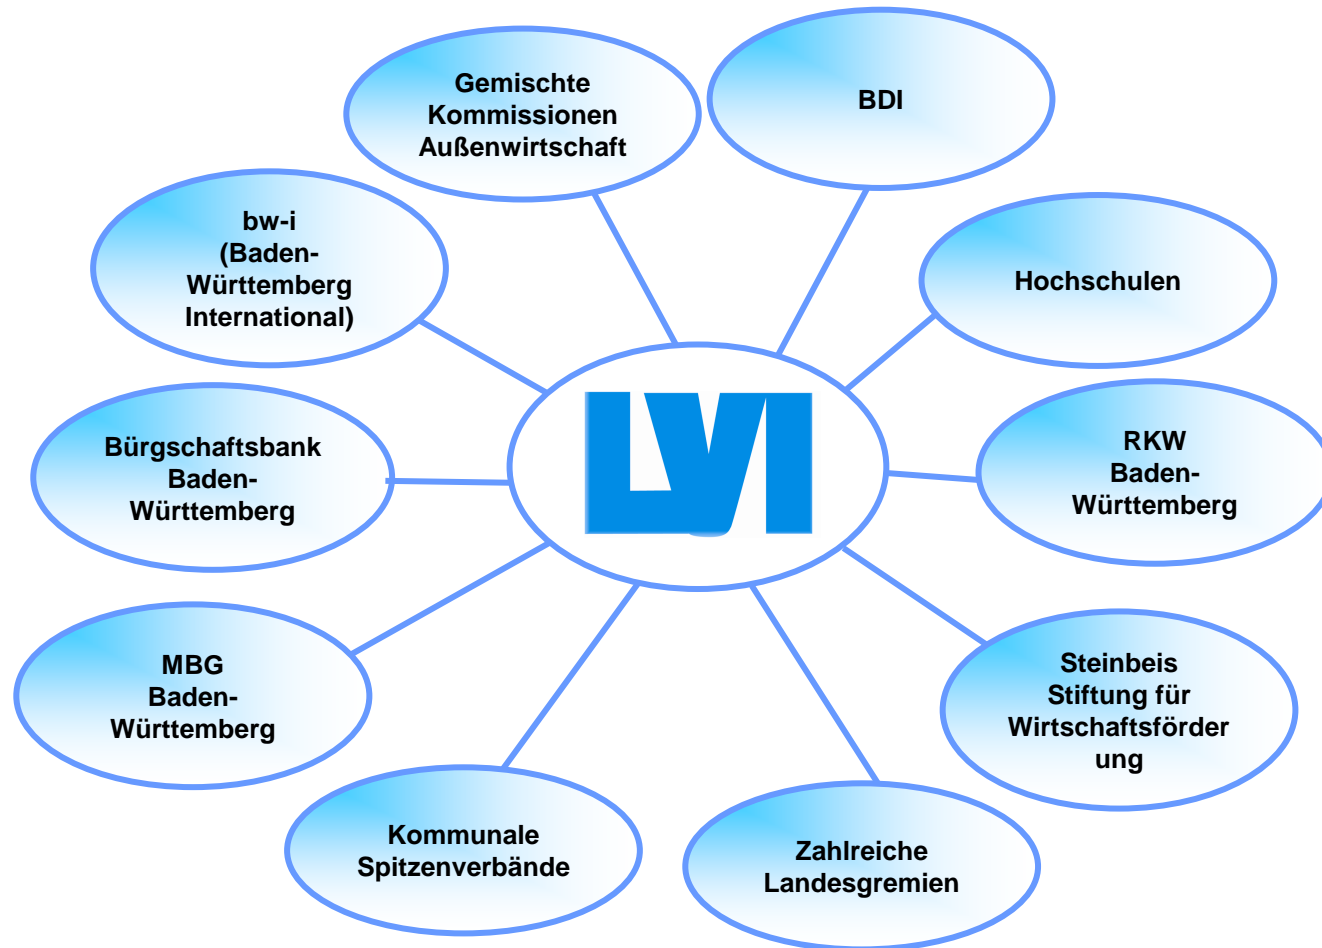 Gemischte
Kommissionen
Außenwirtschaft
BDI
bw-i
(Baden-
Württemberg
International)
Hochschulen
LVI
Bürgschaftsbank
Baden-
Württemberg
RKW
Baden-
Württemberg
MBG
Baden-
Württemberg
Steinbeis
Stiftung für
Wirtschaftsförder
ung
Kommunale
Spitzenverbände
Zahlreiche
Landesgremien